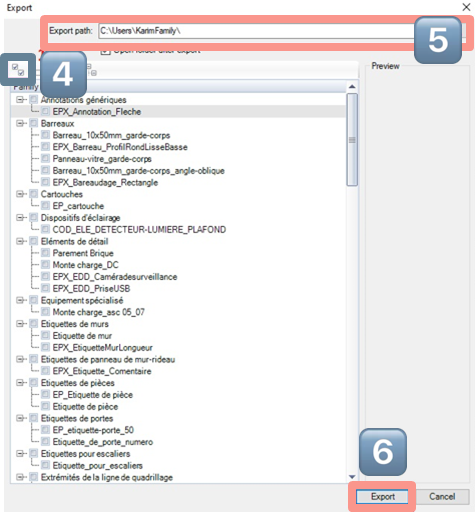 Export
Export path: C:\Users\KarimFamily\
5
Open folder after export
4
Preview
Family
Annotations génériques
EPX_Annotation_Fleche
Barreaux
Barreau_10x50mm_garde-corps
EPX_Barreau_ProfilRondLisseBasse
Panneau-vitre_garde-corps
Barreau_10x50mm_garde-corps_angle-oblique
EPX_Bareaudage_Rectangle
Cartouches
EP_cartouche
Dispositifs d'éclairage
COD_ELE_DETECTEUR-LUMIERE_PLAFOND
Eléments de détail
Parement Brique
Monte charge_DC
EPX_EDD_Caméradesurveillance
EPX_EDD_PriseUSB
Equipement spécialisé
Monte charge_asc 05_07
Etiquettes de murs
Etiquette de mur
EPX_EtiquetteMurLongueur
Etiquettes de panneau de mur-rideau
EPX_Etiquette_Comentaire
Etiquettes de pièces
EP_Etiquette de pièce
Etiquette de pièce
Etiquettes de portes
EP_etiquette-porte_50
Etiquette_de_porte_numero
Etiquettes pour escaliers
Etiquette_pour_escaliers
Extrémités de la ligne de quadrillage
6
Export Cancel